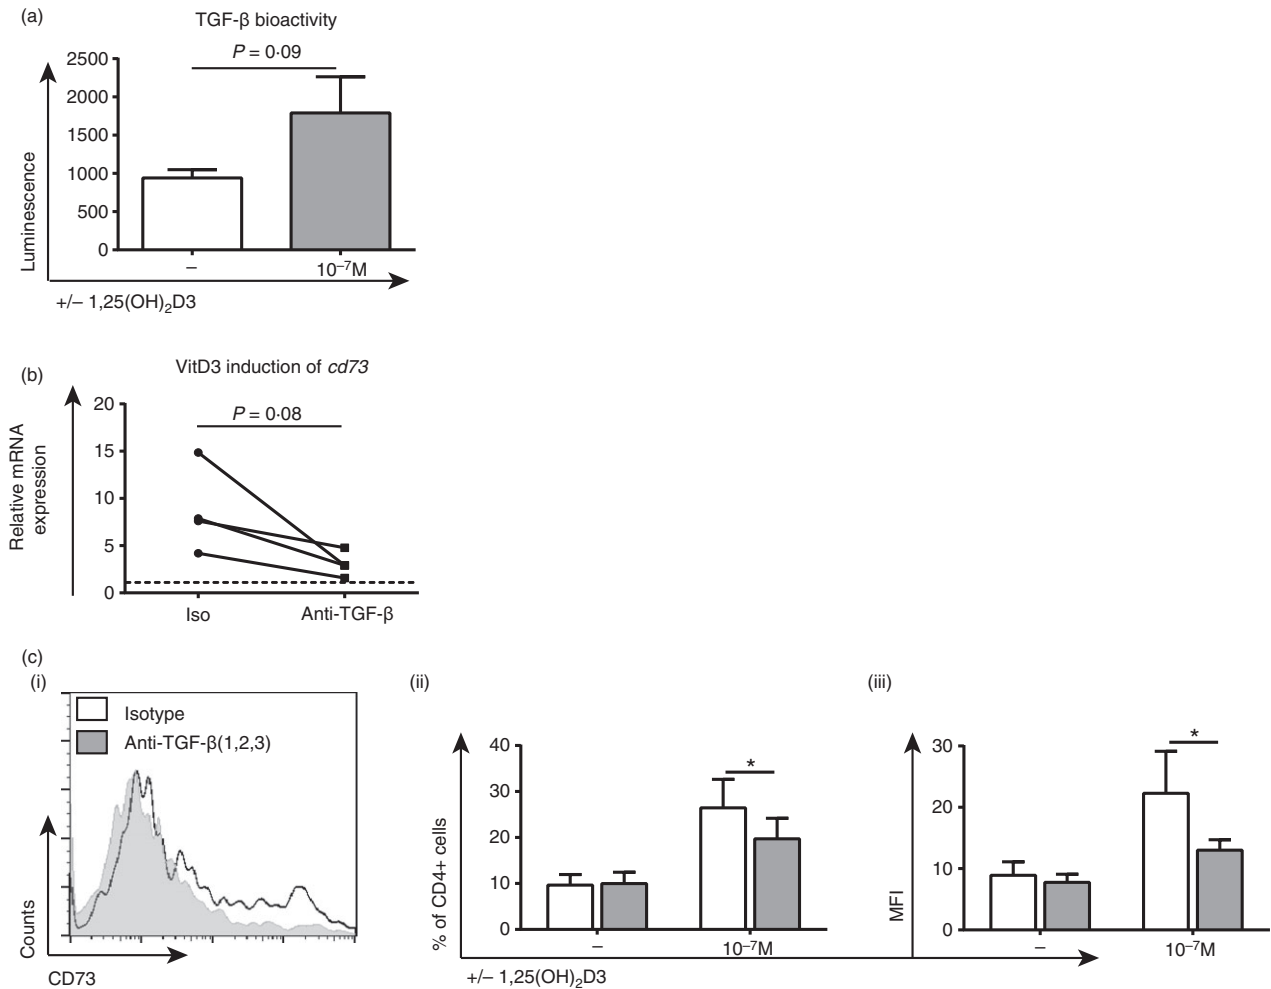 (a)
TGF-β bioactivity
P = 0·09
2500
2000
1500
1000
500
0
Luminescence
–
10⁻⁷M
+/– 1,25(OH)₂D3
(b)
VitD3 induction of cd73
P = 0·08
20
15
10
5
0
Relative mRNA
expression
Iso
Anti-TGF-β
(c)
(i)
Isotype
Anti-TGF-β(1,2,3)
Counts
CD73
(ii)
40
30
20
10
0
% of CD4+ cells
*
–
10⁻⁷M
+/– 1,25(OH)₂D3
(iii)
30
20
10
0
MFI
*
–
10⁻⁷M